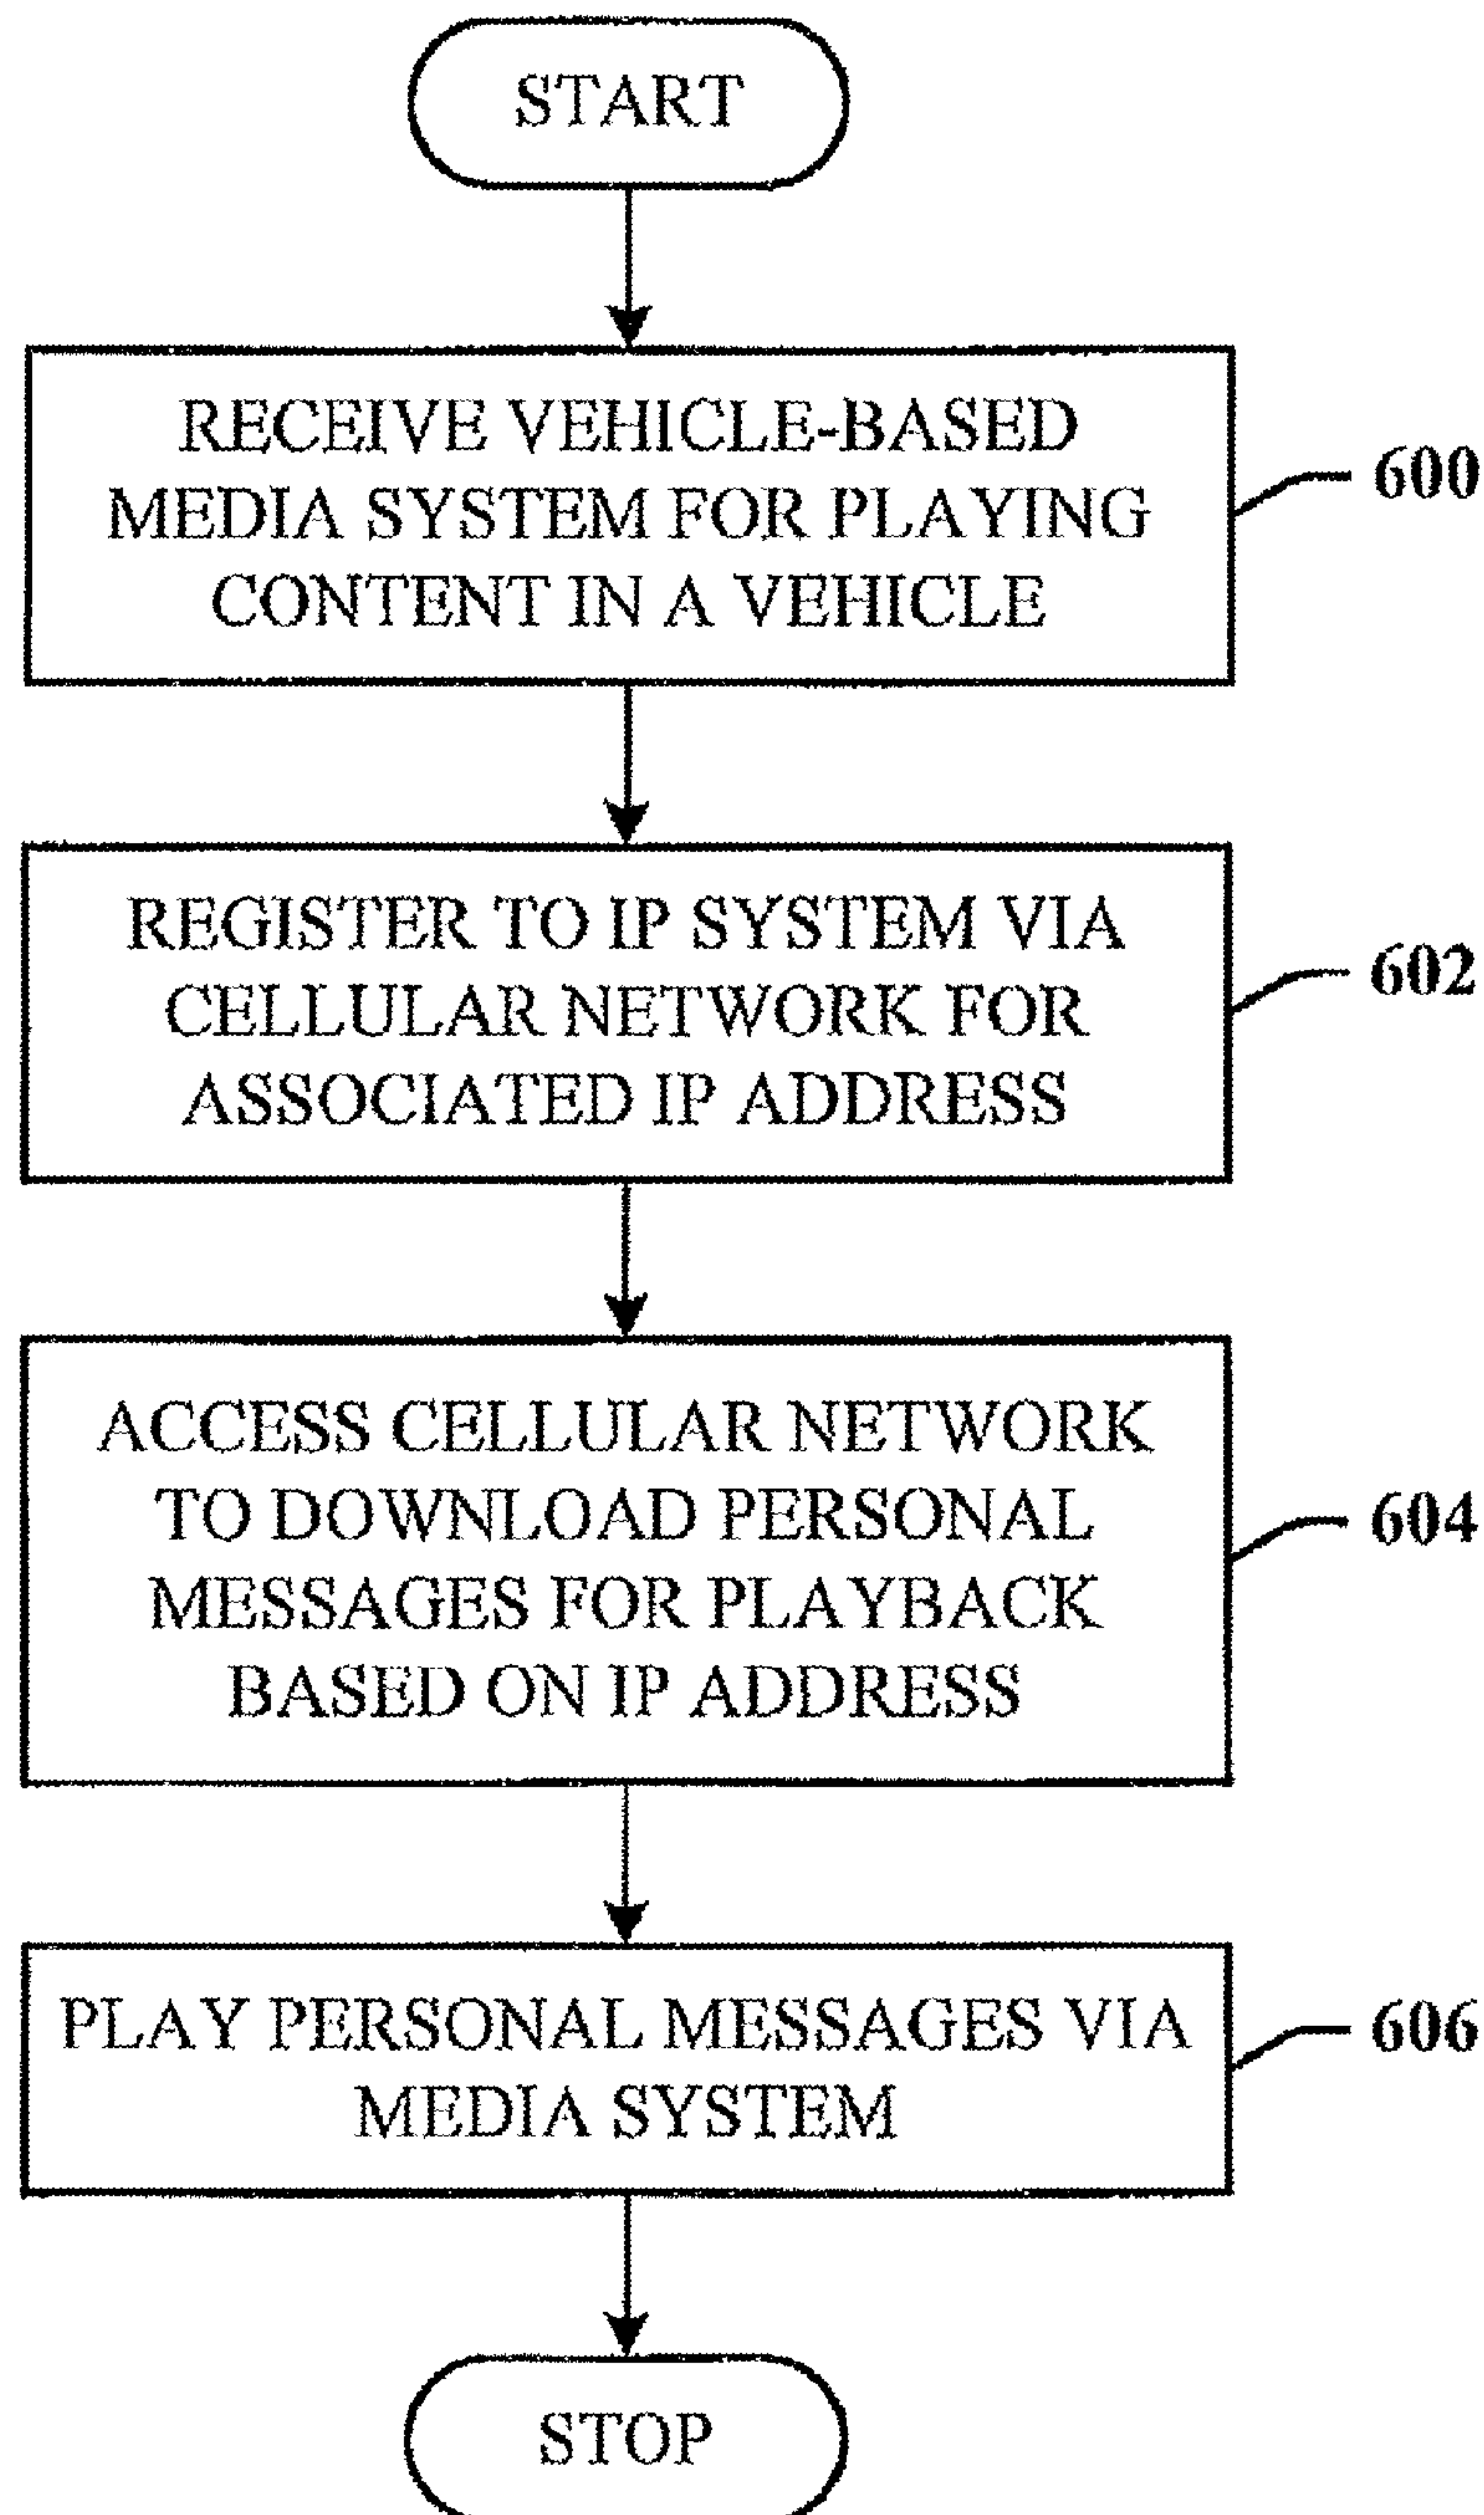 START
RECEIVE VEHICLE-BASED
MEDIA SYSTEM FOR PLAYING
CONTENT IN A VEHICLE
600
REGISTER TO IP SYSTEM VIA
CELLULAR NETWORK FOR
ASSOCIATED IP ADDRESS
602
ACCESS CELLULAR NETWORK
TO DOWNLOAD PERSONAL
MESSAGES FOR PLAYBACK
BASED ON IP ADDRESS
604
PLAY PERSONAL MESSAGES VIA
MEDIA SYSTEM
606
STOP